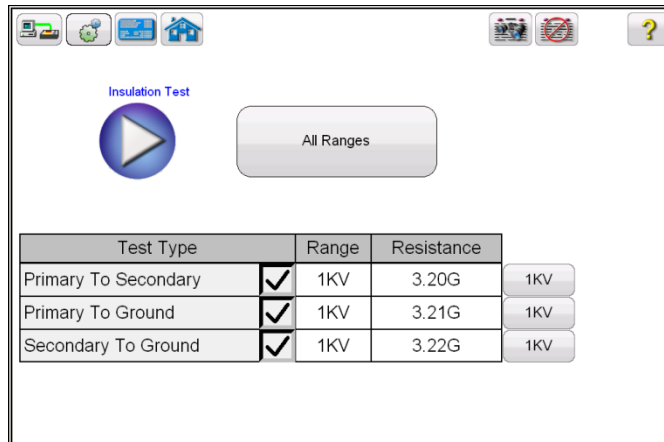 ?
Insulation Test
All Ranges
Test Type Range Resistance
Primary To Secondary 1KV 3.20G 1KV
Primary To Ground 1KV 3.21G 1KV
Secondary To Ground 1KV 3.22G 1KV